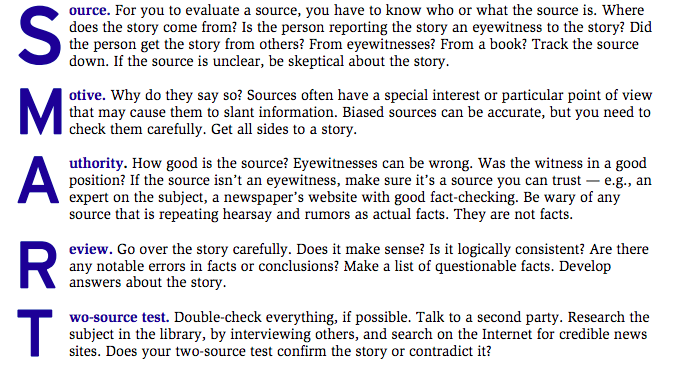 Source. For you to evaluate a source, you have to know who or what the source is. Where
does the story come from? Is the person reporting the story an eyewitness to the story? Did
the person get the story from others? From eyewitnesses? From a book? Track the source
down. If the source is unclear, be skeptical about the story.
Motive. Why do they say so? Sources often have a special interest or particular point of view
that may cause them to slant information. Biased sources can be accurate, but you need to
check them carefully. Get all sides to a story.
Authority. How good is the source? Eyewitnesses can be wrong. Was the witness in a good
position? If the source isn’t an eyewitness, make sure it’s a source you can trust — e.g., an
expert on the subject, a newspaper’s website with good fact-checking. Be wary of any
source that is repeating hearsay and rumors as actual facts. They are not facts.
Review. Go over the story carefully. Does it make sense? Is it logically consistent? Are there
any notable errors in facts or conclusions? Make a list of questionable facts. Develop
answers about the story.
Two-source test. Double-check everything, if possible. Talk to a second party. Research the
subject in the library, by interviewing others, and search on the Internet for credible news
sites. Does your two-source test confirm the story or contradict it?